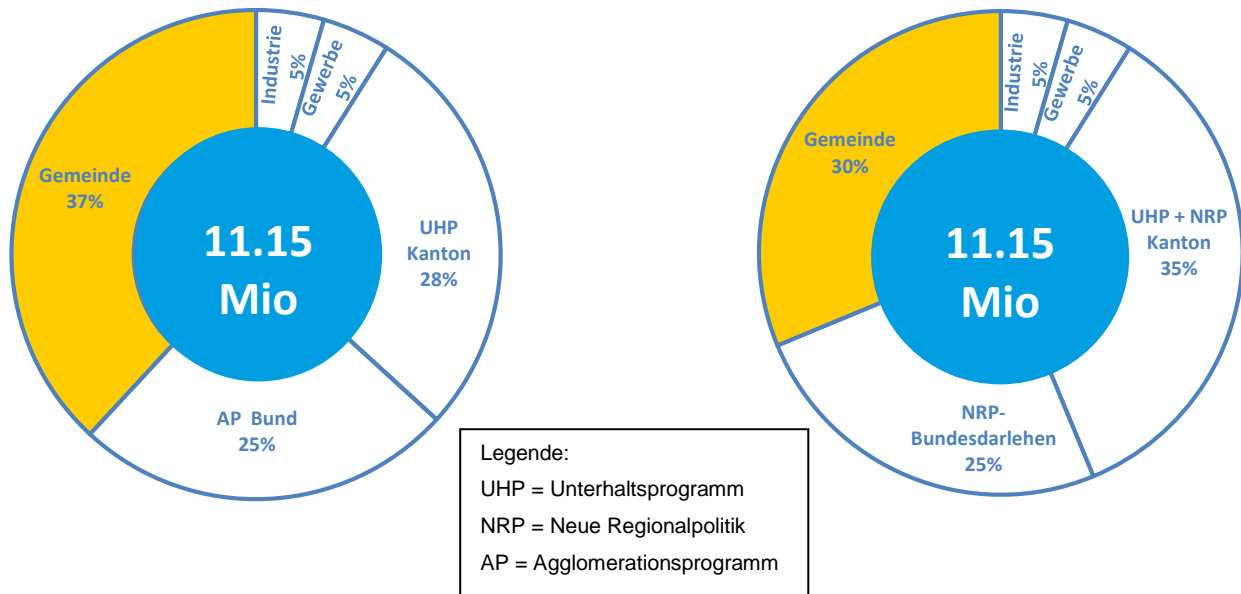 Industrie
5%
Gewerbe
5%
Gemeinde
37%
UHP
Kanton
28%
11.15
Mio
AP Bund
25%
Industrie
5%
Gewerbe
5%
Gemeinde
30%
UHP + NRP
Kanton
35%
11.15
Mio
NRP-
Bundesdarlehen
25%
Legende:
UHP = Unterhaltsprogramm
NRP = Neue Regionalpolitik
AP = Agglomerationsprogramm